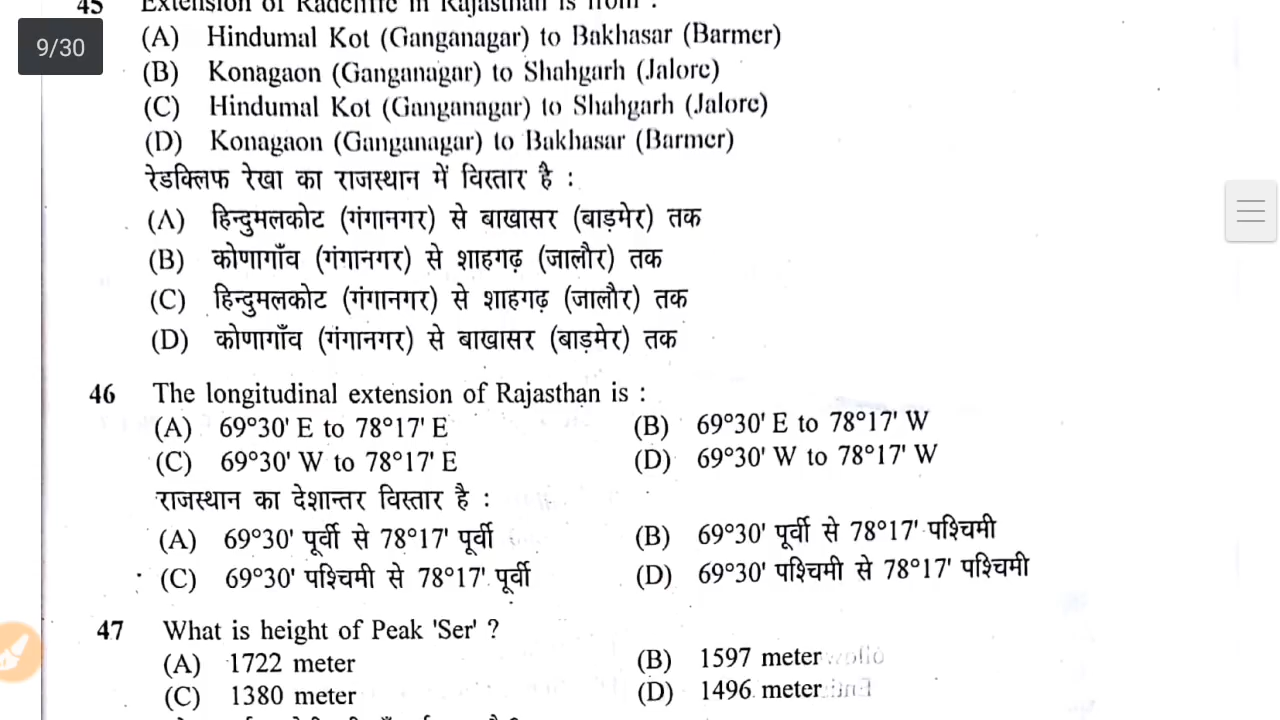 45 Extension of Radcliffe in Rajasthan is from :
9/30
(A) Hindumal Kot (Ganganagar) to Bakhasar (Barmer)
(B) Konagaon (Ganganagar) to Shahgarh (Jalore)
(C) Hindumal Kot (Ganganagar) to Shahgarh (Jalore)
(D) Konagaon (Ganganagar) to Bakhasar (Barmer)
रेडक्लिफ रेखा का राजस्थान में विस्तार है :
(A) हिन्दुमलकोट (गंगानगर) से बाखासर (बाड़मेर) तक
(B) कोणागाँव (गंगानगर) से शाहगढ़ (जालौर) तक
(C) हिन्दुमलकोट (गंगानगर) से शाहगढ़ (जालौर) तक
(D) कोणागाँव (गंगानगर) से बाखासर (बाड़मेर) तक
46 The longitudinal extension of Rajasthan is :
(A) 69°30' E to 78°17' E (B) 69°30' E to 78°17' W
(C) 69°30' W to 78°17' E (D) 69°30' W to 78°17' W
राजस्थान का देशान्तर विस्तार है :
(A) 69°30' पूर्वी से 78°17' पूर्वी (B) 69°30' पूर्वी से 78°17' पश्चिमी
(C) 69°30' पश्चिमी से 78°17' पूर्वी (D) 69°30' पश्चिमी से 78°17' पश्चिमी
47 What is height of Peak 'Ser' ?
(A) 1722 meter (B) 1597 meter
(C) 1380 meter (D) 1496 meter